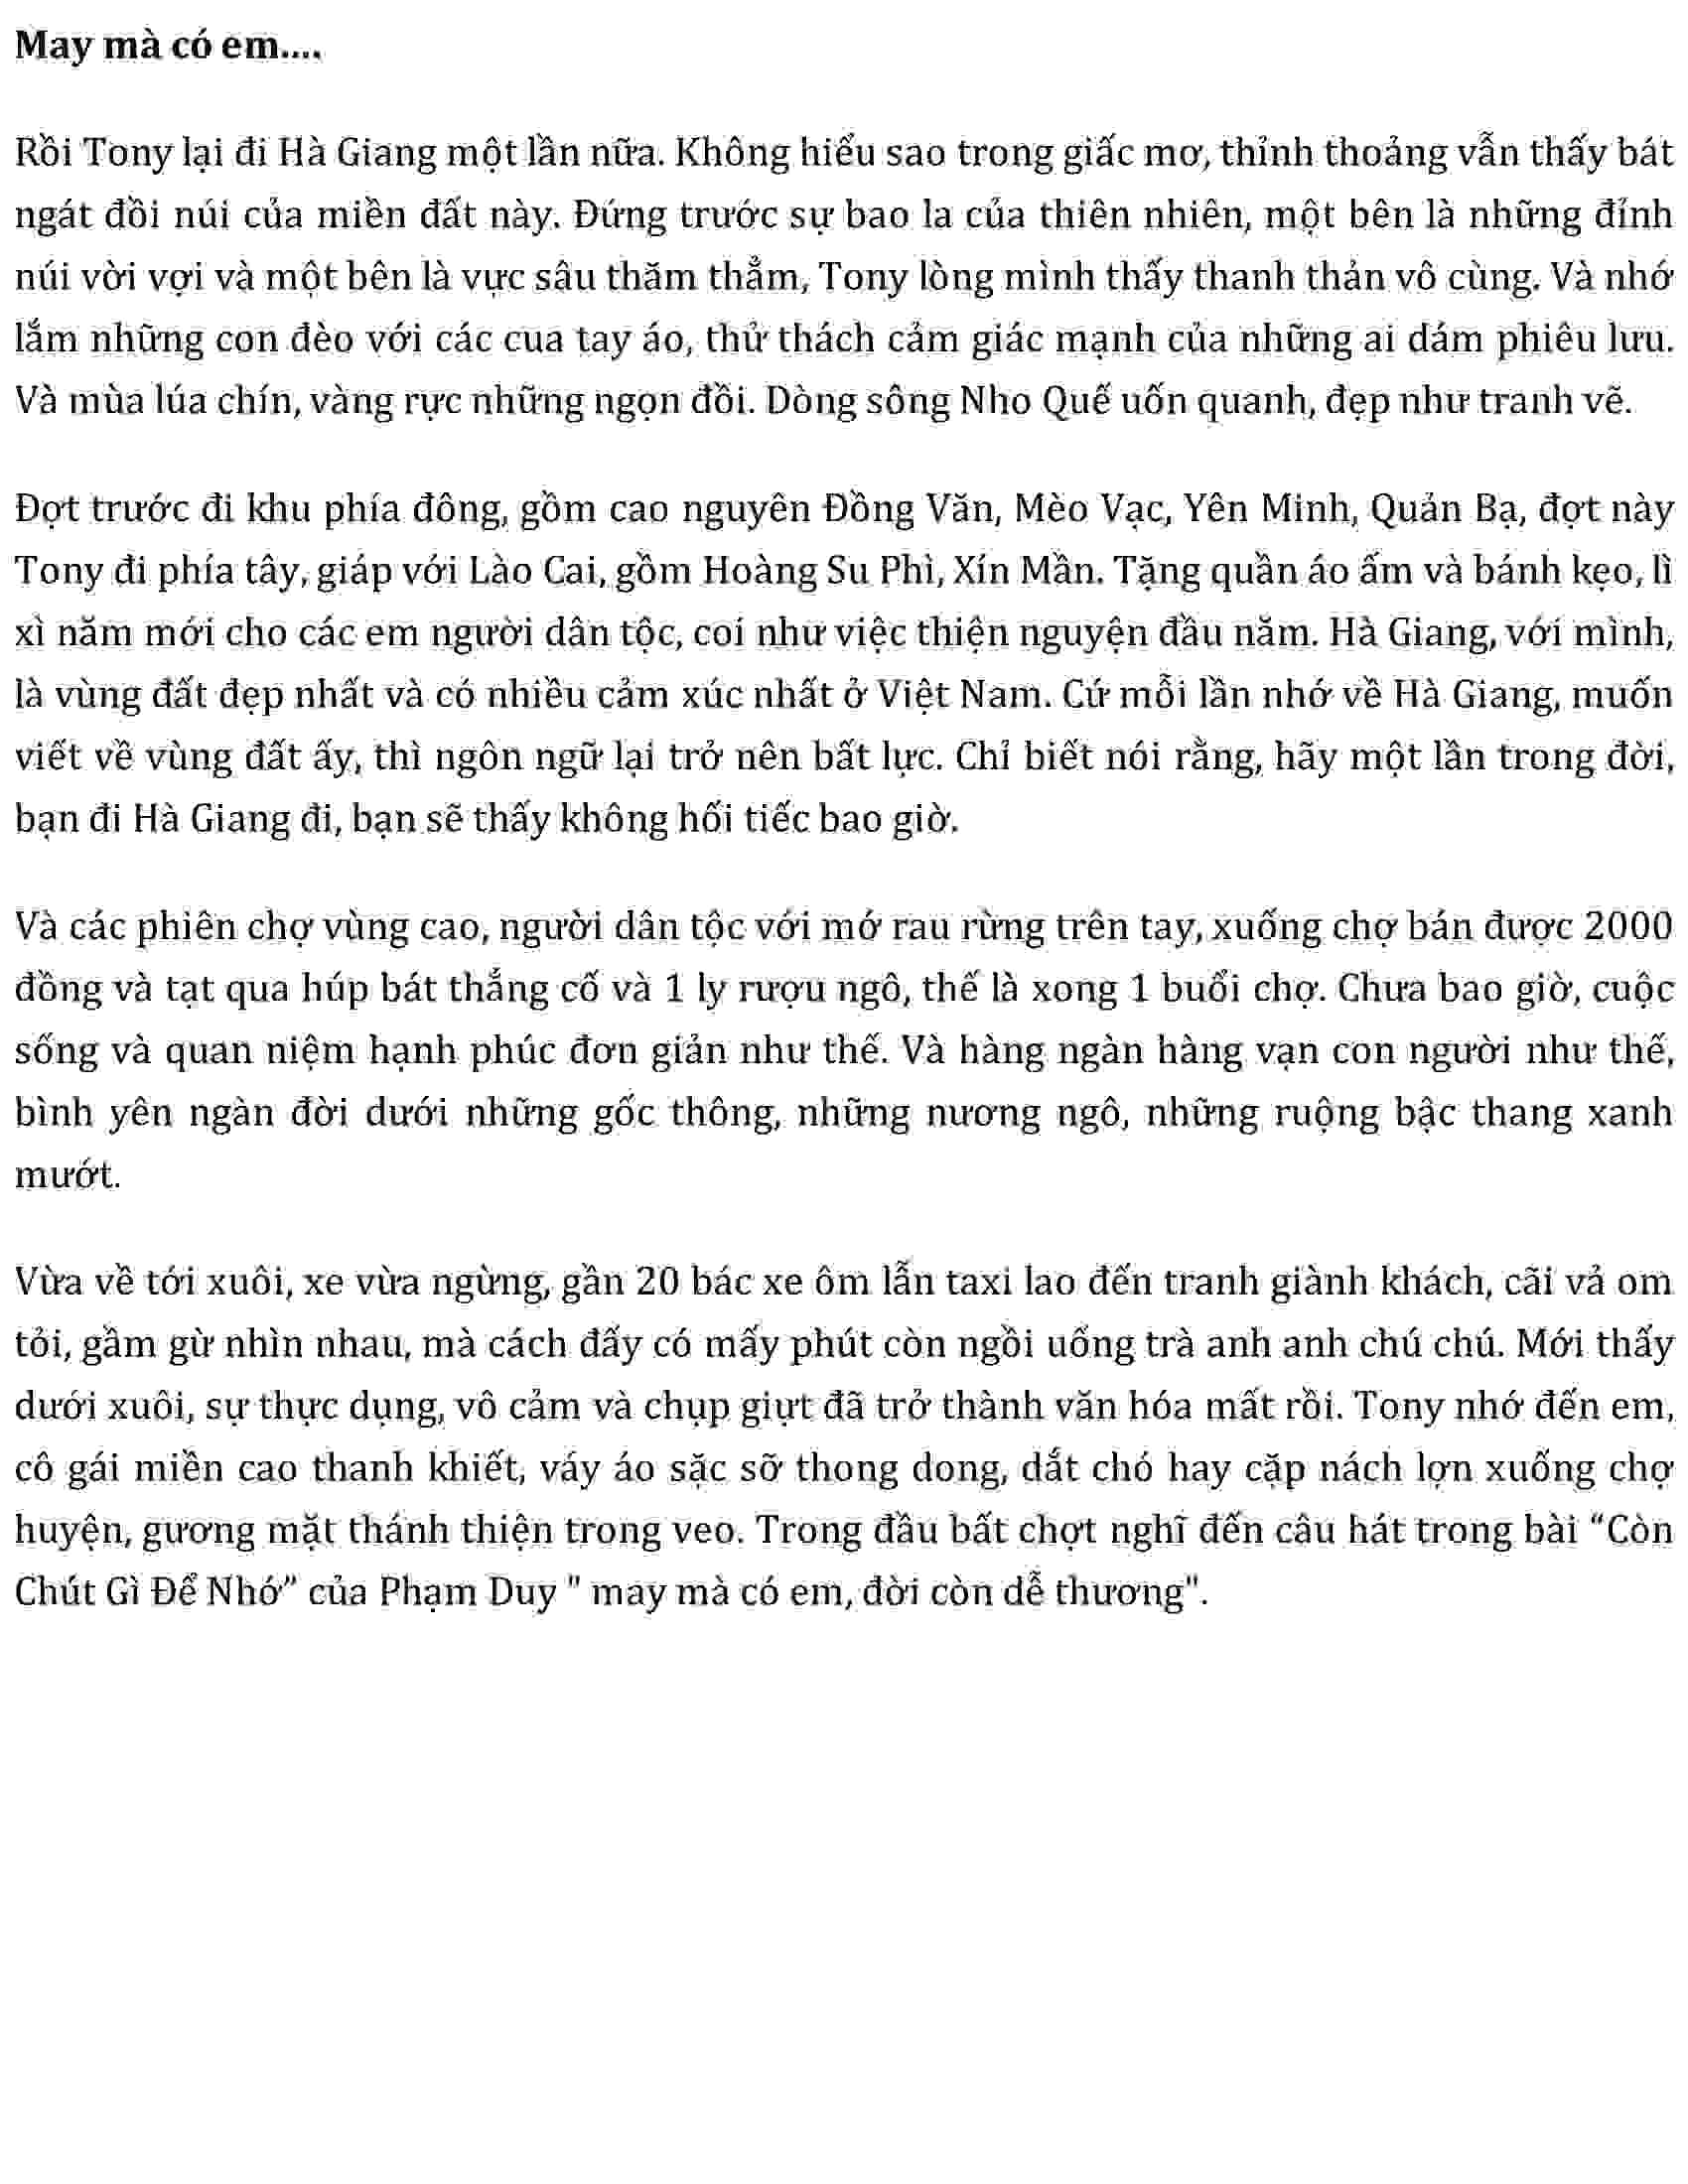 May mà có em....
Rồi Tony lại đi Hà Giang một lần nữa. Không hiểu sao trong giấc mơ, thỉnh thoảng vẫn thấy bát
ngát đồi núi của miền đất này. Đứng trước sự bao la của thiên nhiên, một bên là những đỉnh
núi vời vợi và một bên là vực sâu thăm thẳm, Tony lòng mình thấy thanh thản vô cùng. Và nhớ
lắm những con đèo với các cua tay áo, thử thách cảm giác mạnh của những ai dám phiêu lưu.
Và mùa lúa chín, vàng rực những ngọn đồi. Dòng sông Nho Quế uốn quanh, đẹp như tranh vẽ.
Đợt trước đi khu phía đông, gồm cao nguyên Đồng Văn, Mèo Vạc, Yên Minh, Quản Bạ, đợt này
Tony đi phía tây, giáp với Lào Cai, gồm Hoàng Su Phì, Xín Mần. Tặng quần áo ấm và bánh kẹo, lì
xì năm mới cho các em người dân tộc, coi như việc thiện nguyện đầu năm. Hà Giang, với mình,
là vùng đất đẹp nhất và có nhiều cảm xúc nhất ở Việt Nam. Cứ mỗi lần nhớ về Hà Giang, muốn
viết về vùng đất ấy, thì ngôn ngữ lại trở nên bất lực. Chỉ biết nói rằng, hãy một lần trong đời,
bạn đi Hà Giang đi, bạn sẽ thấy không hối tiếc bao giờ.
Và các phiên chợ vùng cao, người dân tộc với mớ rau rừng trên tay, xuống chợ bán được 2000
đồng và tạt qua húp bát thắng cố và 1 ly rượu ngô, thế là xong 1 buổi chợ. Chưa bao giờ, cuộc
sống và quan niệm hạnh phúc đơn giản như thế. Và hàng ngàn hàng vạn con người như thế,
bình yên ngàn đời dưới những gốc thông, những nương ngô, những ruộng bậc thang xanh
mướt.
Vừa về tới xuôi, xe vừa ngừng, gần 20 bác xe ôm lẫn taxi lao đến tranh giành khách, cãi vả om
tỏi, gầm gừ nhìn nhau, mà cách đấy có mấy phút còn ngồi uống trà anh anh chú chú. Mới thấy
dưới xuôi, sự thực dụng, vô cảm và chụp giựt đã trở thành văn hóa mất rồi. Tony nhớ đến em,
cô gái miền cao thanh khiết, váy áo sặc sỡ thong dong, dắt chó hay cặp nách lợn xuống chợ
huyện, gương mặt thánh thiện trong veo. Trong đầu bất chợt nghĩ đến câu hát trong bài “Còn
Chút Gì Để Nhớ” của Phạm Duy " may mà có em, đời còn dễ thương".